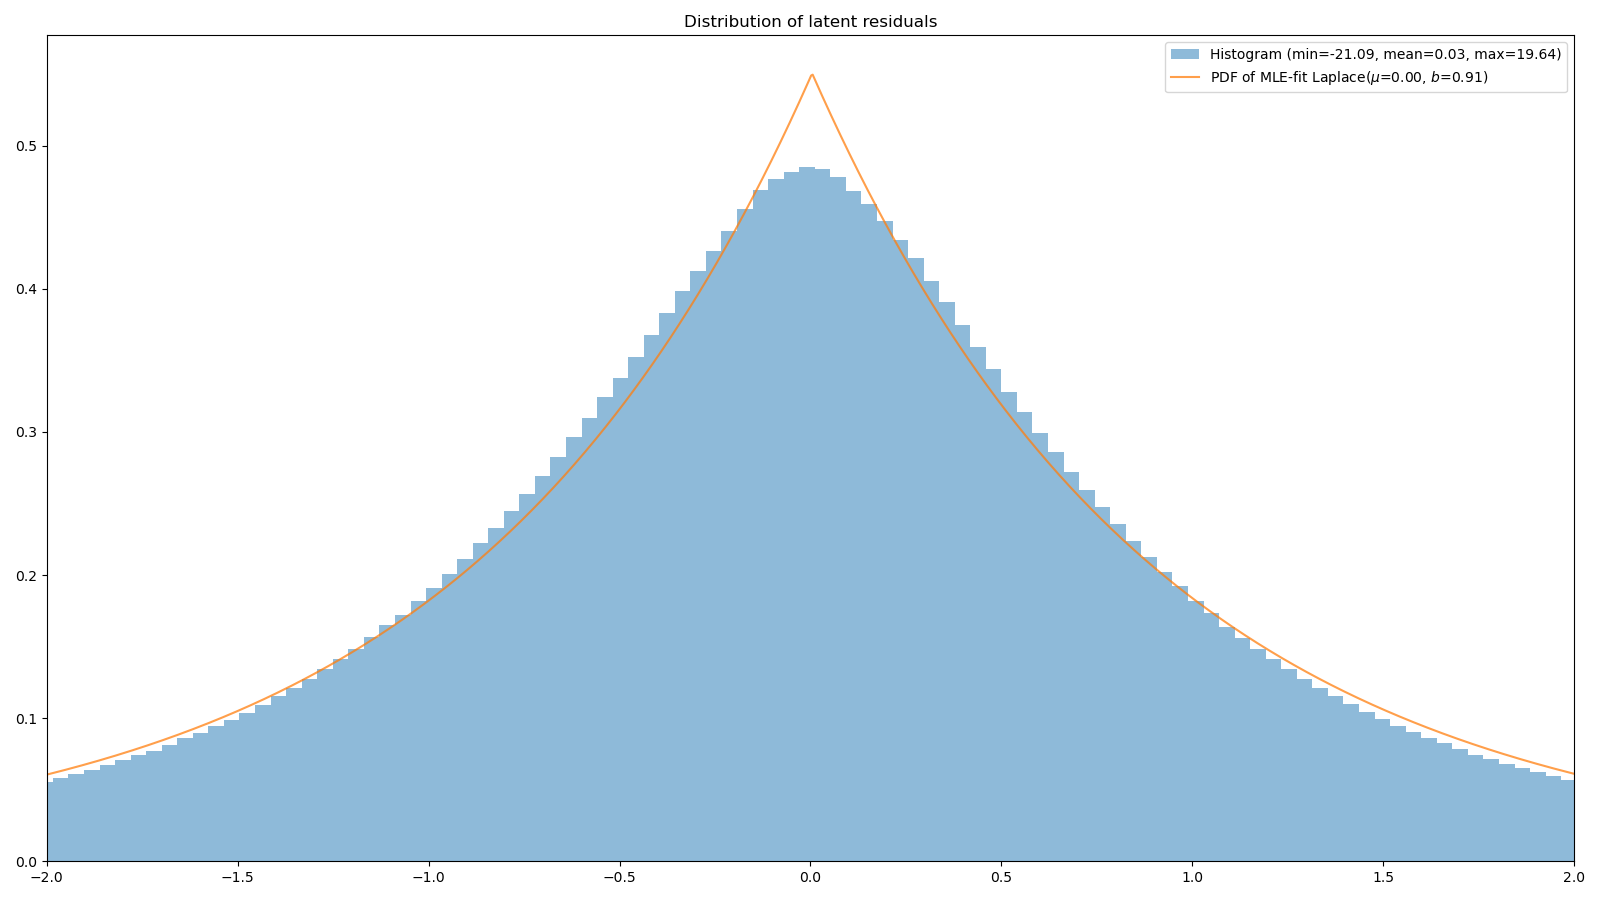 Distribution of latent residuals
Histogram (min=-21.09, mean=0.03, max=19.64)
PDF of MLE-fit Laplace(μ=0.00, b=0.91)
0.5
0.4
0.3
0.2
0.1
0.0
−2.0 −1.5 −1.0 −0.5 0.0 0.5 1.0 1.5 2.0